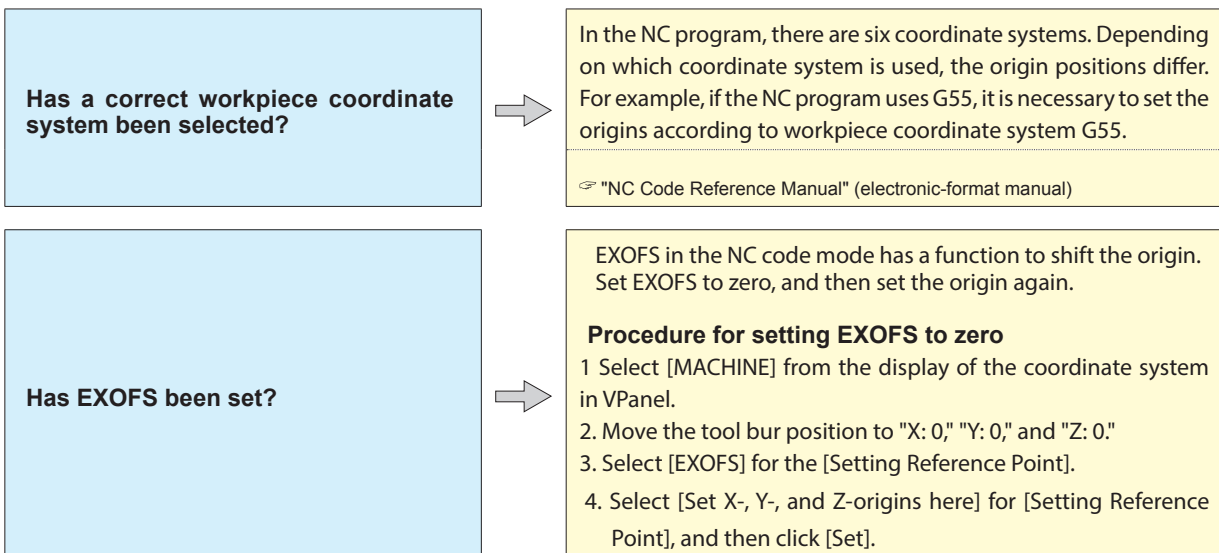 Has a correct workpiece coordinate
system been selected?
In the NC program, there are six coordinate systems. Depending
on which coordinate system is used, the origin positions differ.
For example, if the NC program uses G55, it is necessary to set the
origins according to workpiece coordinate system G55.
☞ "NC Code Reference Manual" (electronic-format manual)
Has EXOFS been set?
EXOFS in the NC code mode has a function to shift the origin.
Set EXOFS to zero, and then set the origin again.
Procedure for setting EXOFS to zero
1 Select [MACHINE] from the display of the coordinate system
in VPanel.
2. Move the tool bur position to "X: 0," "Y: 0," and "Z: 0."
3. Select [EXOFS] for the [Setting Reference Point].
4. Select [Set X-, Y-, and Z-origins here] for [Setting Reference
Point], and then click [Set].